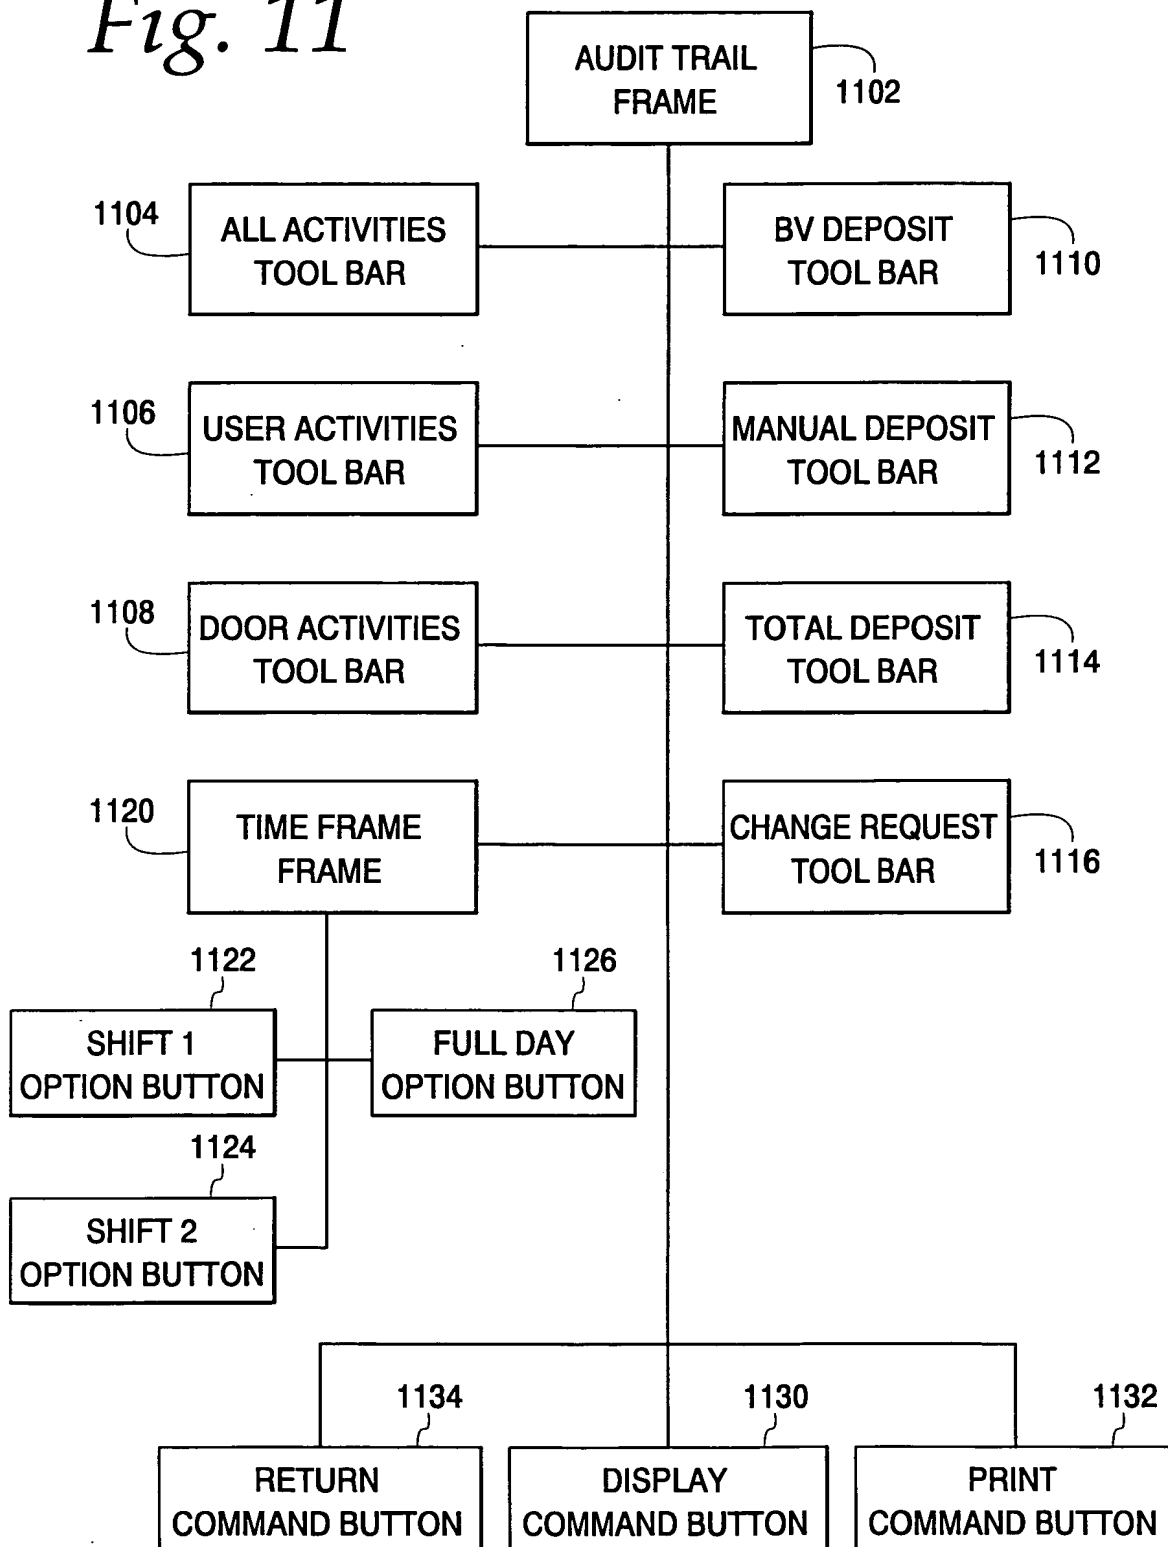 Fig. 11
AUDIT TRAIL
FRAME
1102
1104
ALL ACTIVITIES
TOOL BAR
BV DEPOSIT
TOOL BAR
1110
1106
USER ACTIVITIES
TOOL BAR
MANUAL DEPOSIT
TOOL BAR
1112
1108
DOOR ACTIVITIES
TOOL BAR
TOTAL DEPOSIT
TOOL BAR
1114
1120
TIME FRAME
FRAME
CHANGE REQUEST
TOOL BAR
1116
1122
SHIFT 1
OPTION BUTTON
1126
FULL DAY
OPTION BUTTON
1124
SHIFT 2
OPTION BUTTON
1134
RETURN
COMMAND BUTTON
1130
DISPLAY
COMMAND BUTTON
1132
PRINT
COMMAND BUTTON